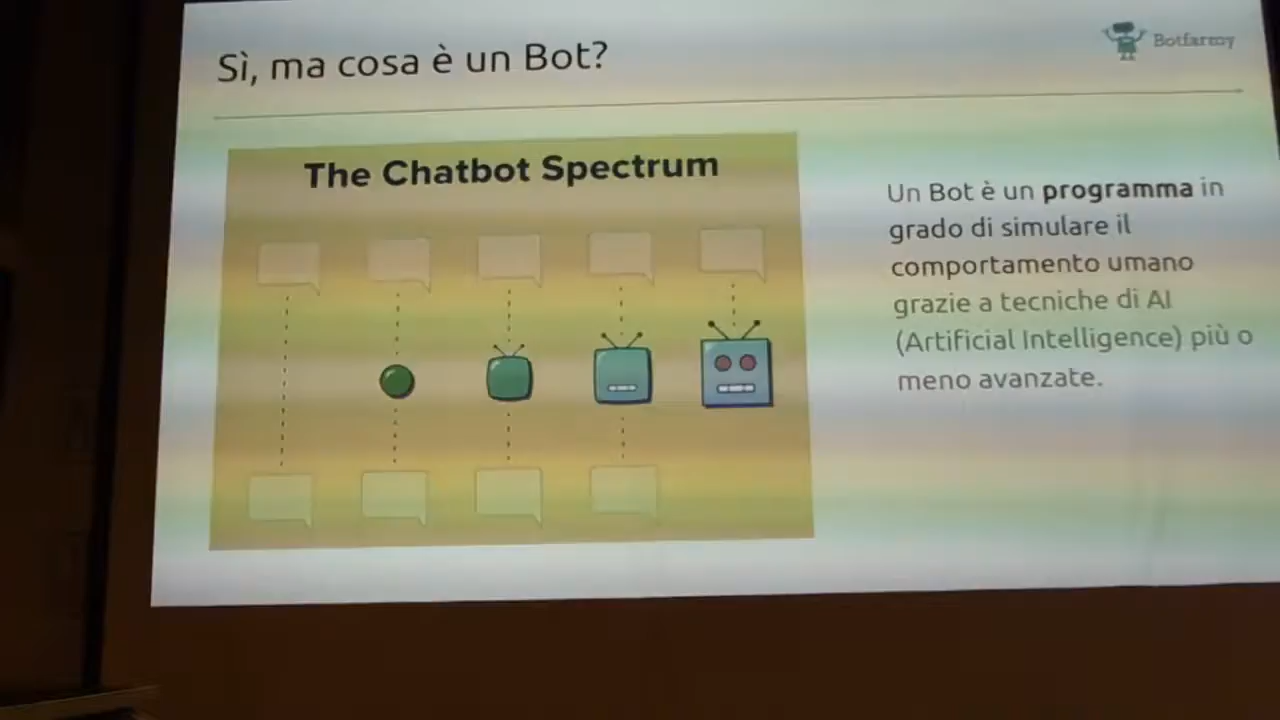 Sì, ma cosa è un Bot?
Botfarmy
The Chatbot Spectrum
Un Bot è un programma in
grado di simulare il
comportamento umano
grazie a tecniche di AI
(Artificial Intelligence) più o
meno avanzate.